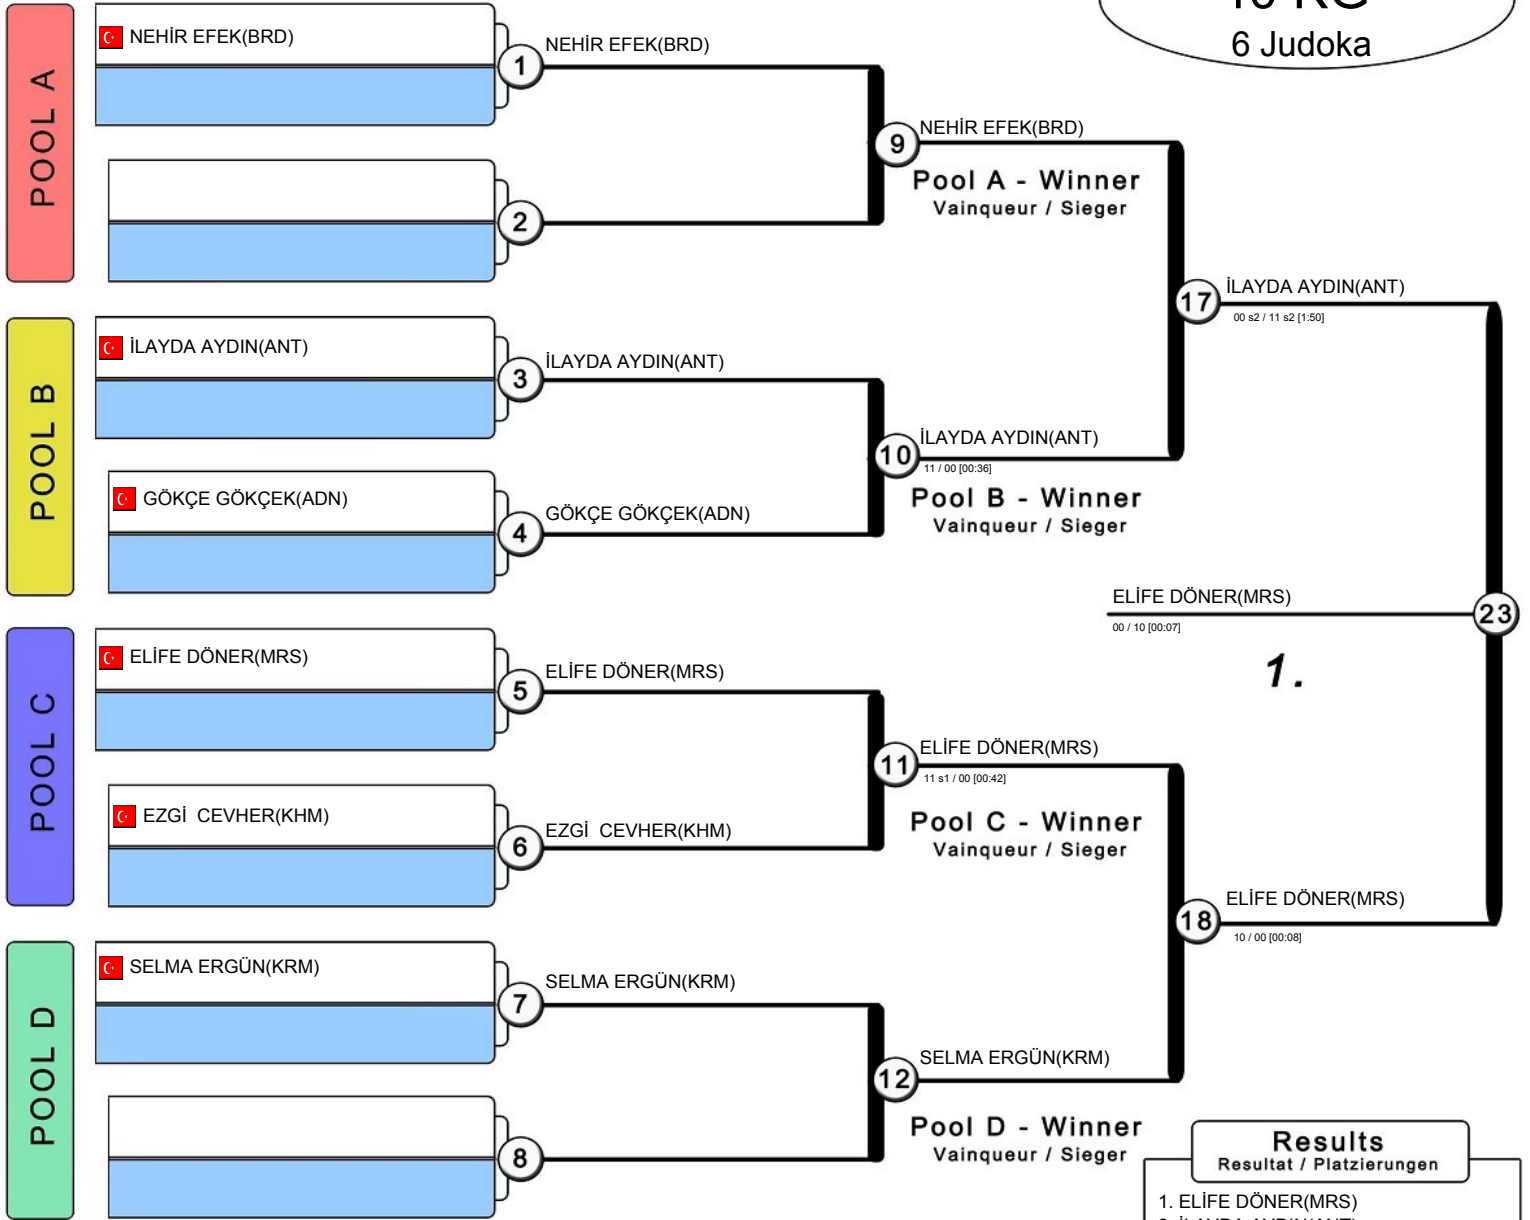 6 Judoka
POOL A
NEHİR EFEK(BRD)
1
NEHİR EFEK(BRD)
2
9
NEHİR EFEK(BRD)
Pool A - Winner
Vainqueur / Sieger
POOL B
İLAYDA AYDIN(ANT)
3
İLAYDA AYDIN(ANT)
GÖKÇE GÖKÇEK(ADN)
4
GÖKÇE GÖKÇEK(ADN)
10
İLAYDA AYDIN(ANT)
11 / 00 [00:36]
Pool B - Winner
Vainqueur / Sieger
17
İLAYDA AYDIN(ANT)
00 s2 / 11 s2 [1:50]
POOL C
ELİFE DÖNER(MRS)
5
ELİFE DÖNER(MRS)
EZGİ  CEVHER(KHM)
6
EZGİ  CEVHER(KHM)
11
ELİFE DÖNER(MRS)
11 s1 / 00 [00:42]
Pool C - Winner
Vainqueur / Sieger
POOL D
SELMA ERGÜN(KRM)
7
SELMA ERGÜN(KRM)
8
12
SELMA ERGÜN(KRM)
Pool D - Winner
Vainqueur / Sieger
18
ELİFE DÖNER(MRS)
10 / 00 [00:08]
ELİFE DÖNER(MRS)
23
00 / 10 [00:07]
1.
Results
Resultat / Platzierungen
1. ELİFE DÖNER(MRS)